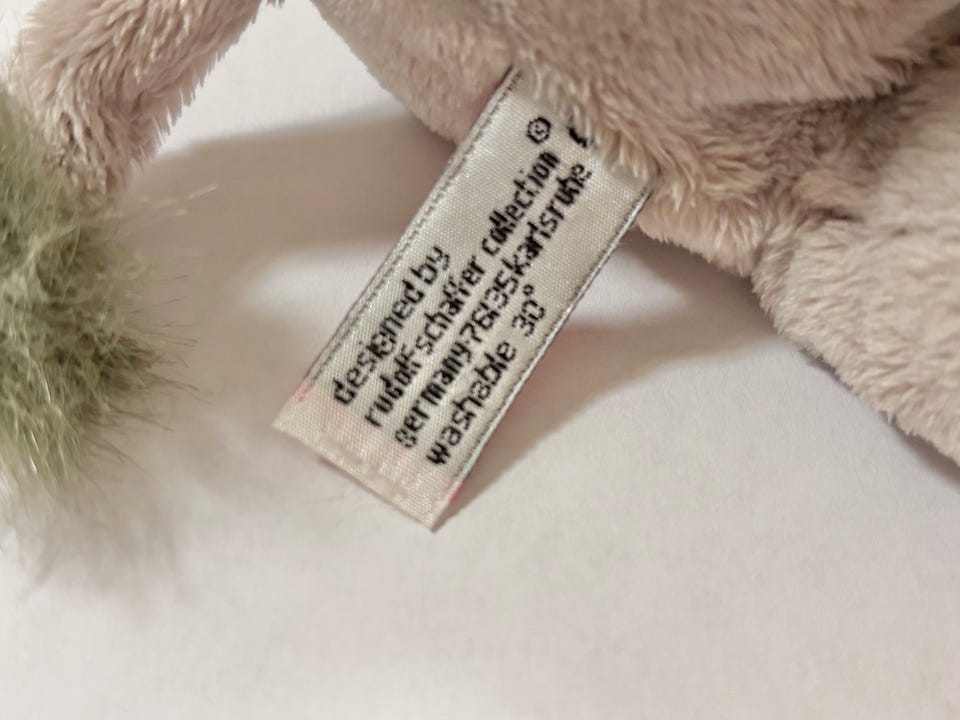 designed by
rudolf schaffer collection ©
germany-76135 karlsruhe
washable 30°